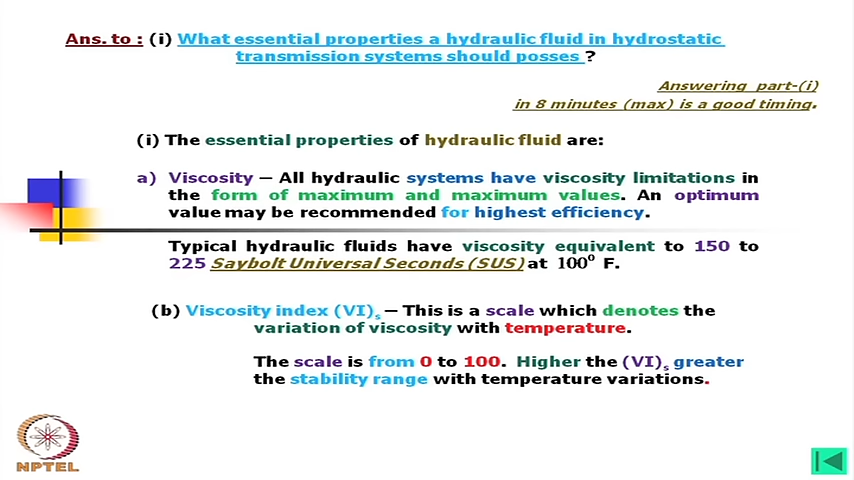 Ans. to : (i) What essential properties a hydraulic fluid in hydrostatic
transmission systems should posses ?
Answering part-(i)
in 8 minutes (max) is a good timing.
(i) The essential properties of hydraulic fluid are:
a) Viscosity – All hydraulic systems have viscosity limitations in
the form of maximum and maximum values. An optimum
value may be recommended for highest efficiency.
Typical hydraulic fluids have viscosity equivalent to 150 to
225 Saybolt Universal Seconds (SUS) at 100⁰ F.
(b) Viscosity index (VI)s – This is a scale which denotes the
variation of viscosity with temperature.
The scale is from 0 to 100. Higher the (VI)s greater
the stability range with temperature variations.
NPTEL